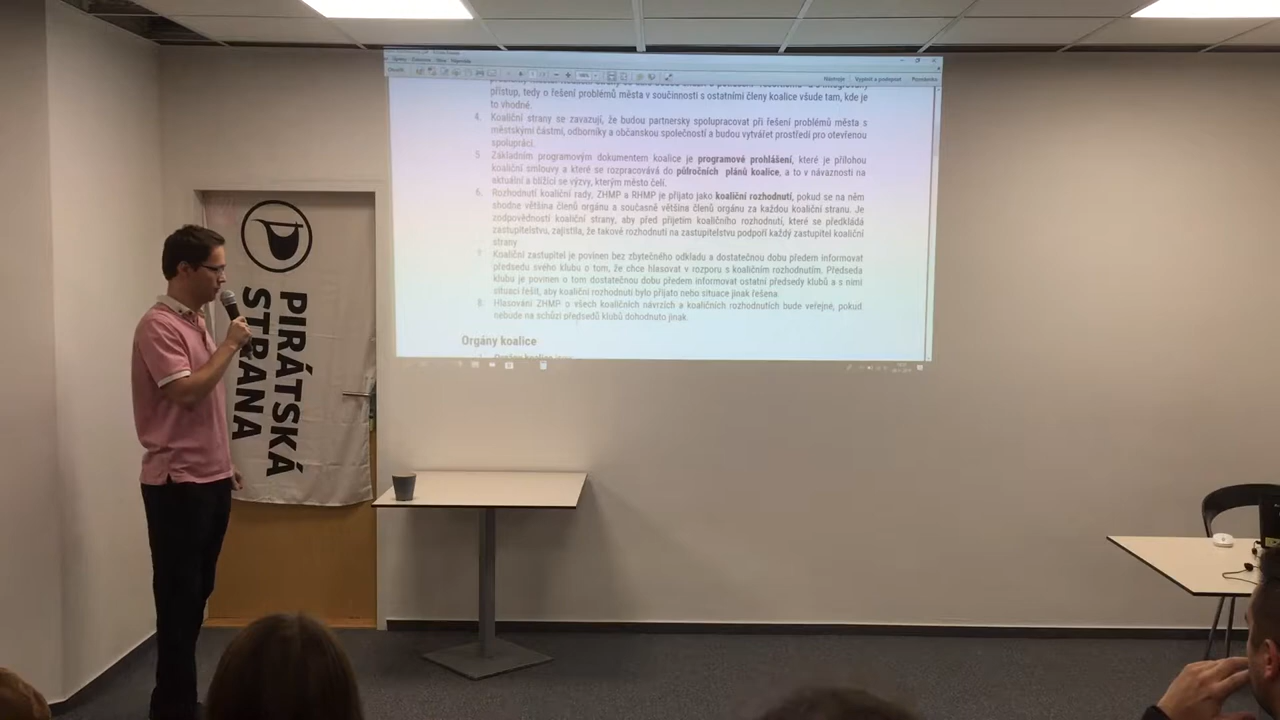 přístup, tedy o řešení problémů města v součinnosti s ostatními členy koalice všude tam, kde je
to vhodné.
4. Koaliční strany se zavazují, že budou partnersky spolupracovat při řešení problémů města s
městskými částmi, odborníky a občanskou společností a budou vytvářet prostředí pro otevřenou
spolupráci.
5. Základním programovým dokumentem koalice je programové prohlášení, které je přílohou
koaliční smlouvy a které se rozpracovává do půlročních plánů koalice, a to v návaznosti na
aktuální a blížící se výzvy, kterým město čelí.
6. Rozhodnutí koaliční rady, ZHMP a RHMP je přijato jako koaliční rozhodnutí, pokud se na něm
shodne většina členů orgánu a současně většina členů orgánu za každou koaliční stranu. Je
zodpovědností koaliční strany, aby před přijetím koaličního rozhodnutí, které se předkládá
zastupitelstvu, zajistila, že takové rozhodnutí na zastupitelstvu podpoří každý zastupitel koaliční
strany
7. Koaliční zastupitel je povinen bez zbytečného odkladu a dostatečnou dobu předem informovat
předsedu svého klubu o tom, že chce hlasovat v rozporu s koaličním rozhodnutím. Předseda
klubu je povinen o tom dostatečnou dobu předem informovat ostatní předsedy klubů a s nimi
situaci řešit, aby koaliční rozhodnutí bylo přijato nebo situace jinak řešena.
8. Hlasování ZHMP o všech koaličních návrzích a koaličních rozhodnutích bude veřejné, pokud
nebude na schůzi předsedů klubů dohodnuto jinak.
Orgány koalice
PIRÁTSKÁ
STRANA